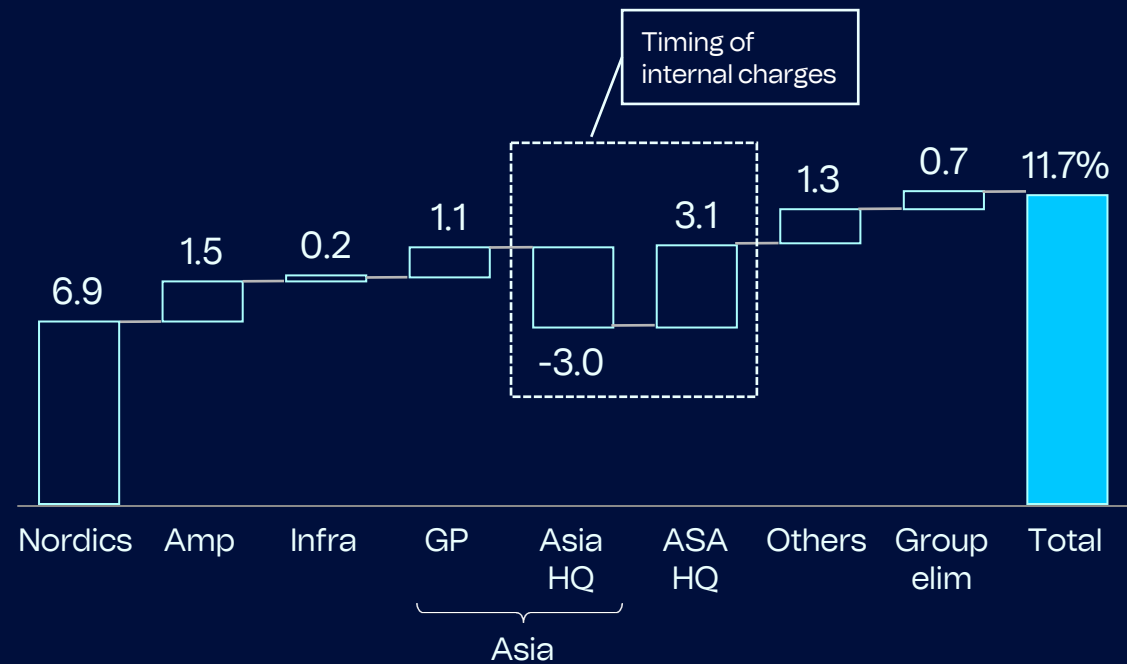 Timing of
internal charges
6.9
1.5
0.2
1.1
-3.0
3.1
1.3
0.7
11.7%
Nordics
Amp
Infra
GP
Asia
HQ
ASA
HQ
Others
Group
elim
Total
Asia